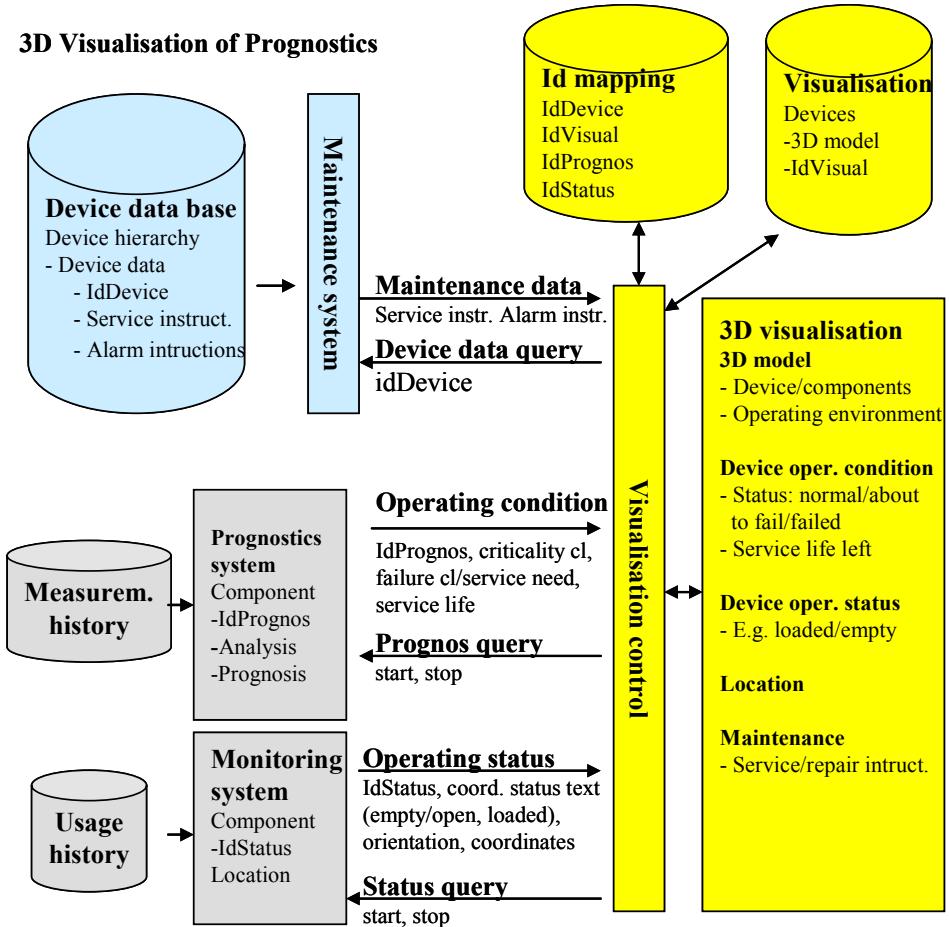 3D Visualisation of Prognostics
Id mapping
IdDevice
IdVisual
IdPrognos
IdStatus
Visualisation
Devices
-3D model
-IdVisual
Device data base
Device hierarchy
- Device data
- IdDevice
- Service instruct.
- Alarm intructions
Maintenance system
Maintenance data
Service instr. Alarm instr.
Device data query
idDevice
Visualisation control
3D visualisation
3D model
- Device/components
- Operating environment
Device oper. condition
- Status: normal/about
to fail/failed
- Service life left
Device oper. status
- E.g. loaded/empty
Location
Maintenance
- Service/repair intruct.
Measurem.
history
Prognostics
system
Component
-IdPrognos
-Analysis
-Prognosis
Operating condition
IdPrognos, criticality cl,
failure cl/service need,
service life
Prognos query
start, stop
Usage
history
Monitoring
system
Component
-IdStatus
Location
Operating status
IdStatus, coord. status text
(empty/open, loaded),
orientation, coordinates
Status query
start, stop